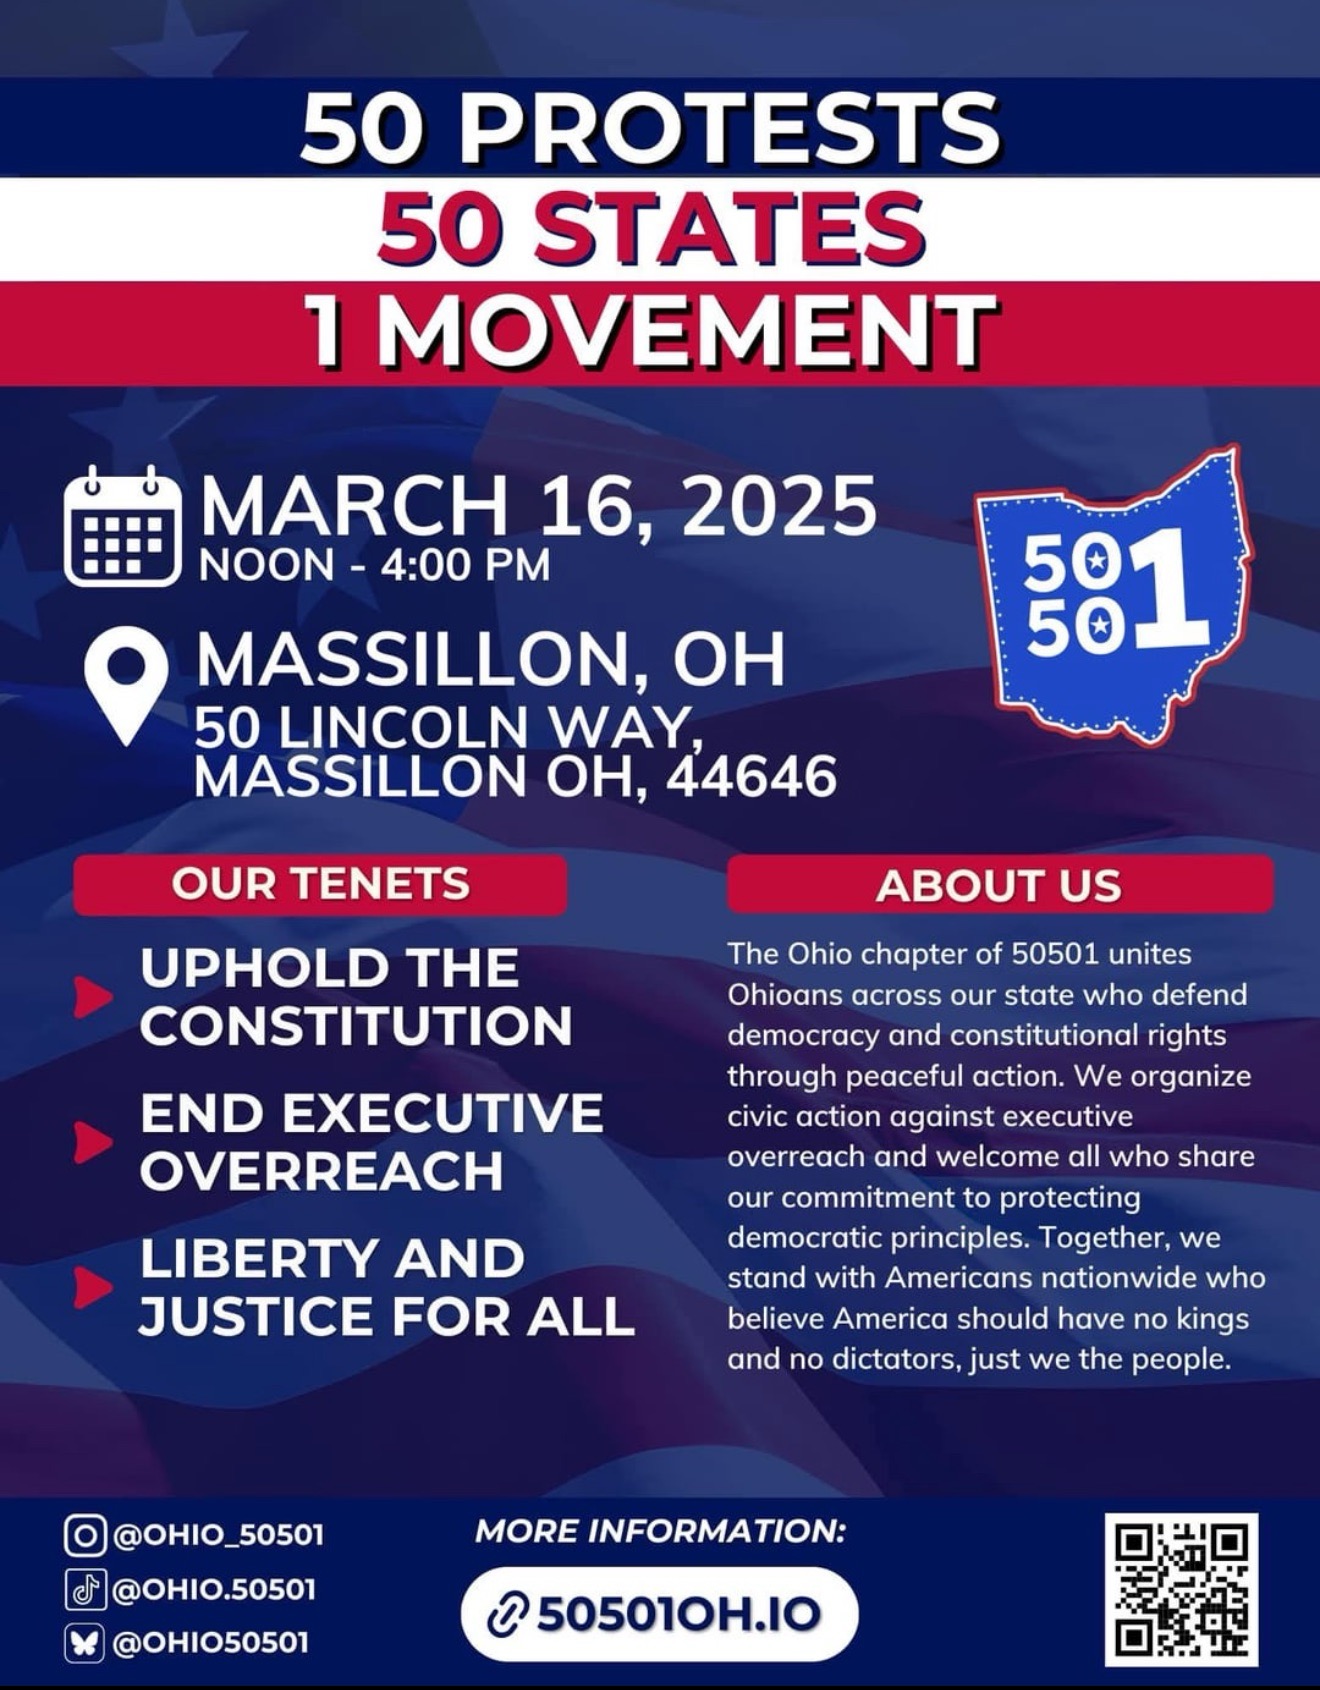 50 PROTESTS
50 STATES
1 MOVEMENT
MARCH 16, 2025
NOON - 4:00 PM
50
501
MASSILLON, OH
50 LINCOLN WAY,
MASSILLON OH, 44646
OUR TENETS
UPHOLD THE
CONSTITUTION
END EXECUTIVE
OVERREACH
LIBERTY AND
JUSTICE FOR ALL
ABOUT US
The Ohio chapter of 50501 unites
Ohioans across our state who defend
democracy and constitutional rights
through peaceful action. We organize
civic action against executive
overreach and welcome all who share
our commitment to protecting
democratic principles. Together, we
stand with Americans nationwide who
believe America should have no kings
and no dictators, just we the people.
@OHIO_50501
@OHIO.50501
@OHIO50501
MORE INFORMATION:
50501OH.IO